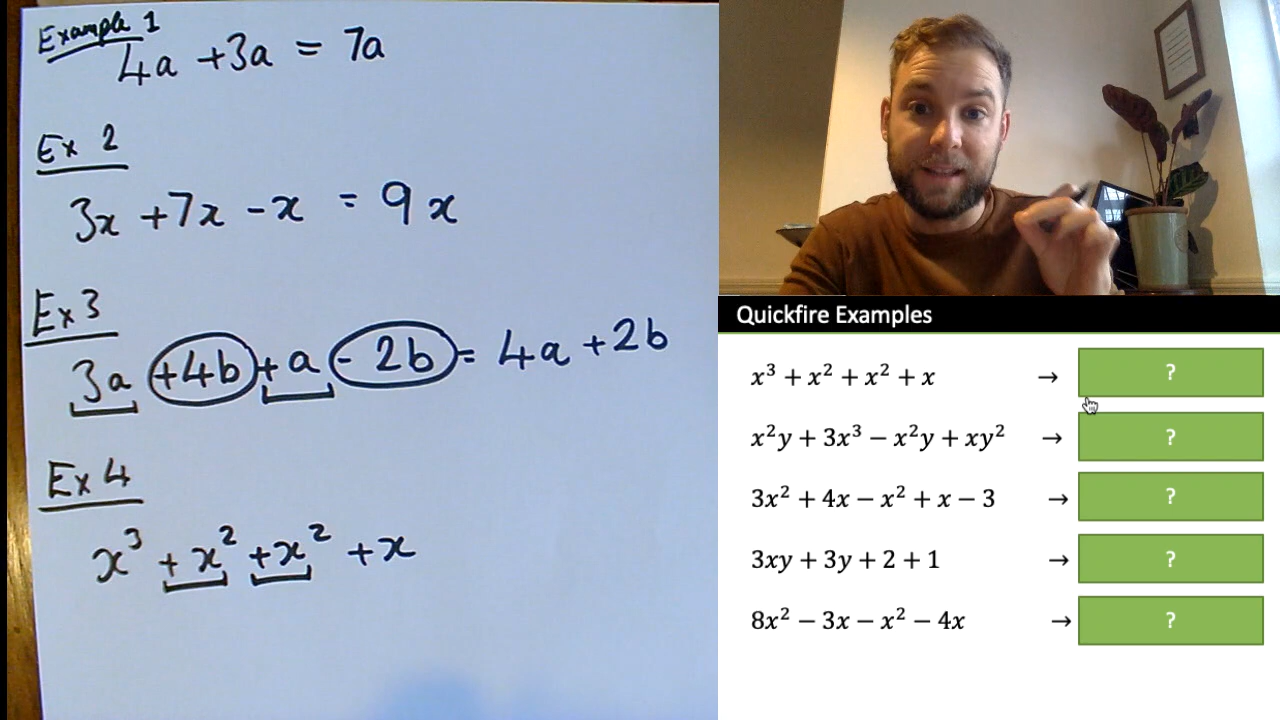 Example 1
4a +3a = 7a
Ex 2
3x +7x -x = 9x
Ex 3
3a +4b +a - 2b = 4a +2b
Ex 4
x³ +x² +x² +x
Quickfire Examples
x³ + x² + x² + x → ?
x²y + 3x³ − x²y + xy² → ?
3x² + 4x − x² + x − 3 → ?
3xy + 3y + 2 + 1 → ?
8x² − 3x − x² − 4x → ?